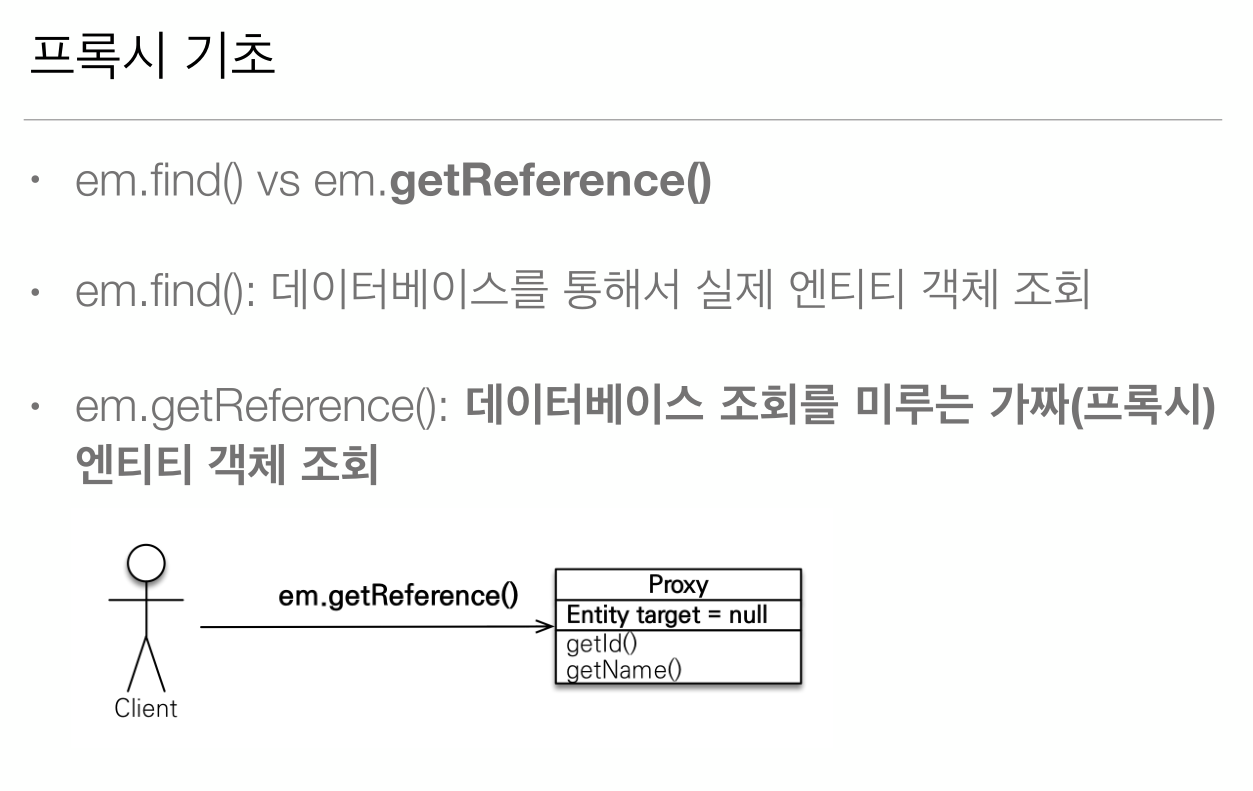 프록시 기초
• em.find() vs em.getReference()
• em.find(): 데이터베이스를 통해서 실제 엔티티 객체 조회
• em.getReference(): 데이터베이스 조회를 미루는 가짜(프록시)
엔티티 객체 조회
em.getReference()
Proxy
Entity target = null
getId()
getName()
Client